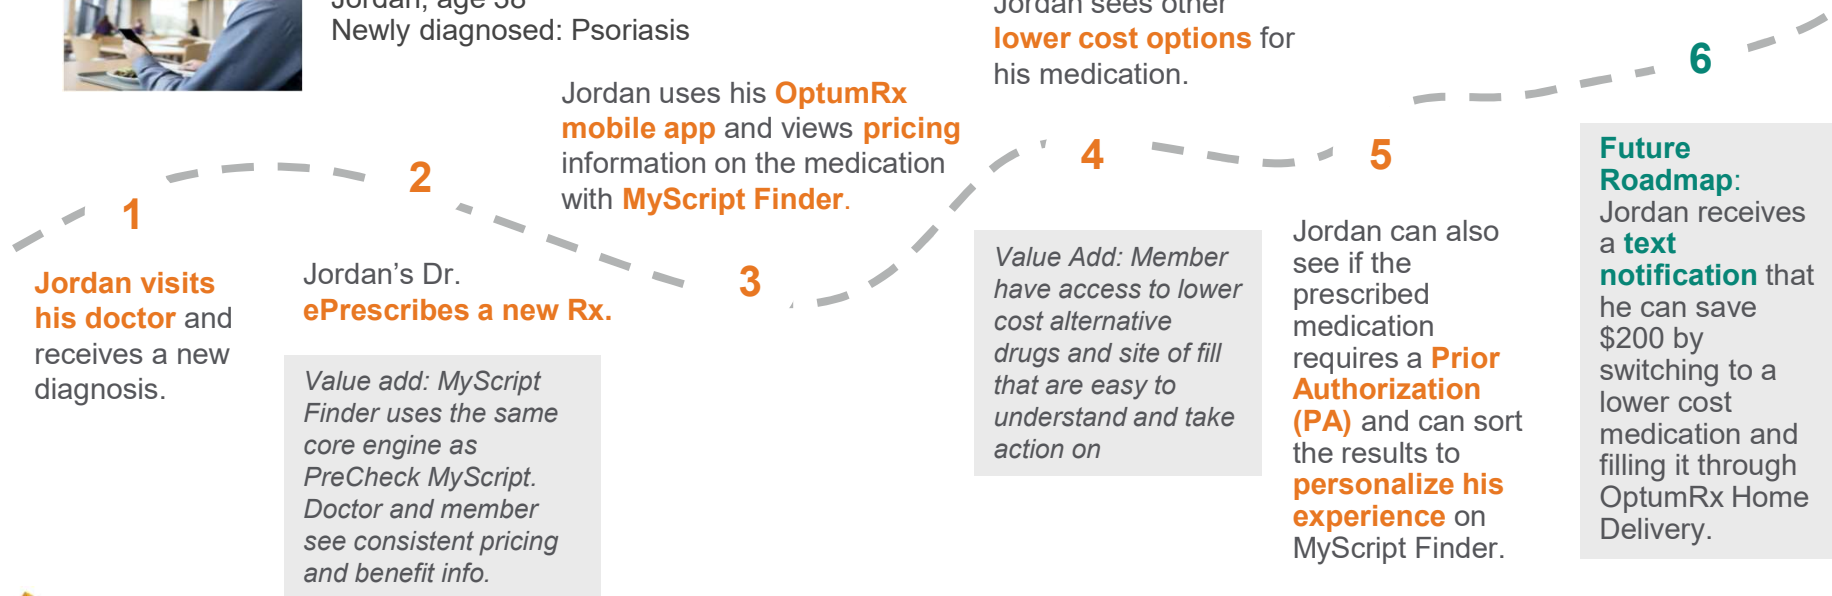 Jordan, age 38
Newly diagnosed: Psoriasis
1
Jordan visits
his doctor and
receives a new
diagnosis.
2
Jordan’s Dr.
ePrescribes a new Rx.
Value add: MyScript
Finder uses the same
core engine as
PreCheck MyScript.
Doctor and member
see consistent pricing
and benefit info.
Jordan uses his OptumRx
mobile app and views pricing
information on the medication
with MyScript Finder.
3
Jordan sees other
lower cost options for
his medication.
4
Value Add: Member
have access to lower
cost alternative
drugs and site of fill
that are easy to
understand and take
action on
5
Jordan can also
see if the
prescribed
medication
requires a Prior
Authorization
(PA) and can sort
the results to
personalize his
experience on
MyScript Finder.
6
Future
Roadmap:
Jordan receives
a text
notification that
he can save
$200 by
switching to a
lower cost
medication and
filling it through
OptumRx Home
Delivery.